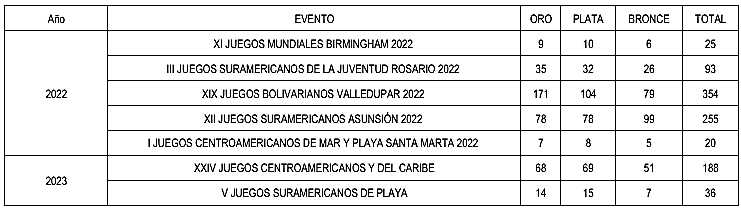 Año EVENTO ORO PLATA BRONCE TOTAL
2022 XI JUEGOS MUNDIALES BIRMINGHAM 2022 9 10 6 25
III JUEGOS SURAMERICANOS DE LA JUVENTUD ROSARIO 2022 35 32 26 93
XIX JUEGOS BOLIVARIANOS VALLEDUPAR 2022 171 104 79 354
XII JUEGOS SURAMERICANOS ASUNSIÓN 2022 78 78 99 255
I JUEGOS CENTROAMERICANOS DE MAR Y PLAYA SANTA MARTA 2022 7 8 5 20
2023 XXIV JUEGOS CENTROAMERICANOS Y DEL CARIBE 68 69 51 188
V JUEGOS SURAMERICANOS DE PLAYA 14 15 7 36